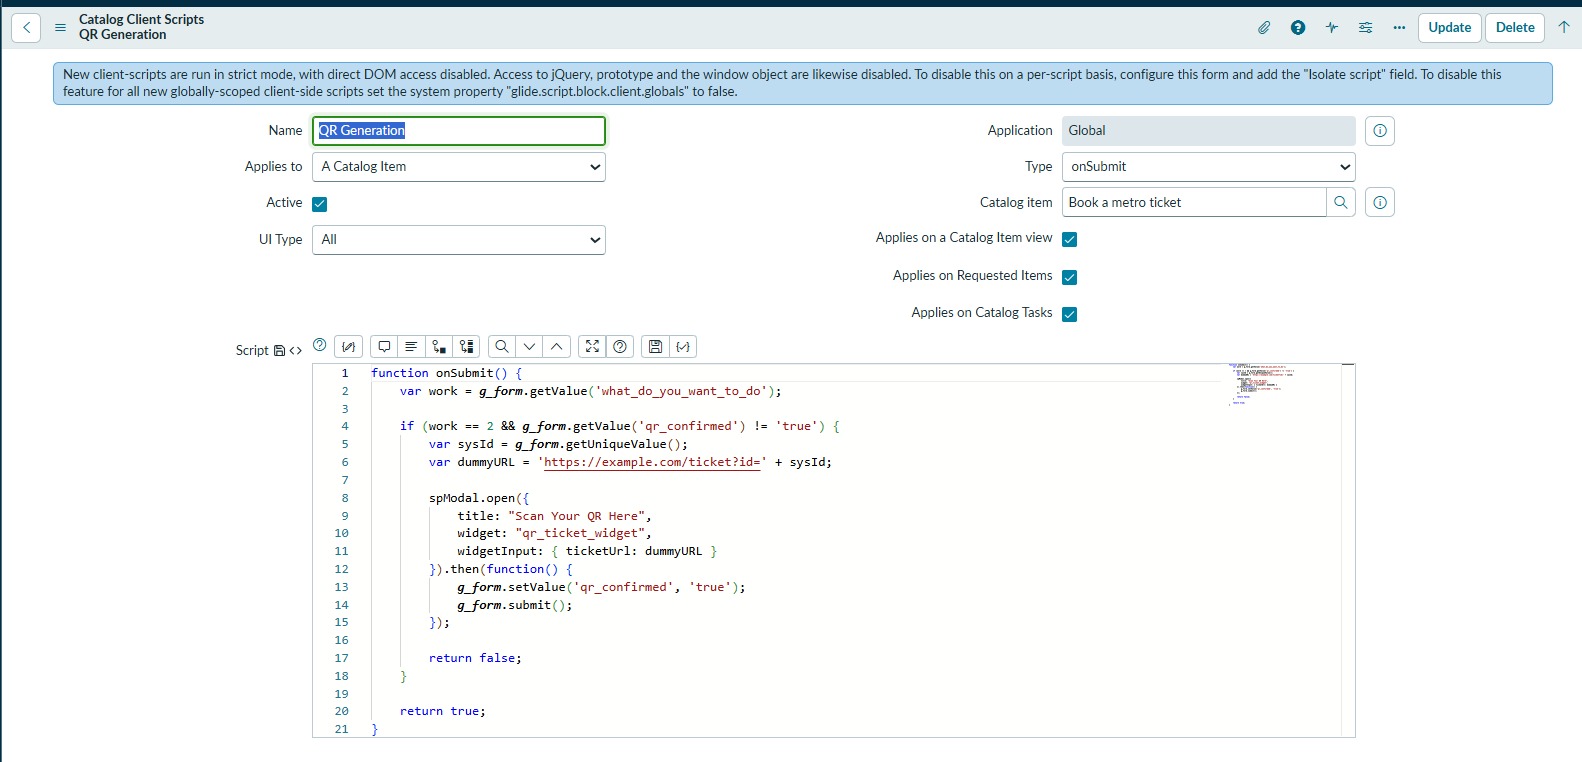 Catalog Client Scripts
QR Generation
Update
Delete
New client-scripts are run in strict mode, with direct DOM access disabled. Access to jQuery, prototype and the window object are likewise disabled. To disable this on a per-script basis, configure this form and add the "Isolate script" field. To disable this
feature for all new globally-scoped client-side scripts set the system property "glide.script.block.client.globals" to false.
Name QR Generation
Application Global
Applies to A Catalog Item
Type onSubmit
Active
Catalog item Book a metro ticket
UI Type All
Applies on a Catalog Item view
Applies on Requested Items
Applies on Catalog Tasks
Script
1 function onSubmit() {
2 var work = g_form.getValue('what_do_you_want_to_do');
3
4 if (work == 2 && g_form.getValue('qr_confirmed') != 'true') {
5 var sysId = g_form.getUniqueValue();
6 var dummyURL = 'https://example.com/ticket?id=' + sysId;
7
8 spModal.open({
9 title: "Scan Your QR Here",
10 widget: "qr_ticket_widget",
11 widgetInput: { ticketUrl: dummyURL }
12 }).then(function() {
13 g_form.setValue('qr_confirmed', 'true');
14 g_form.submit();
15 });
16
17 return false;
18 }
19
20 return true;
21 }